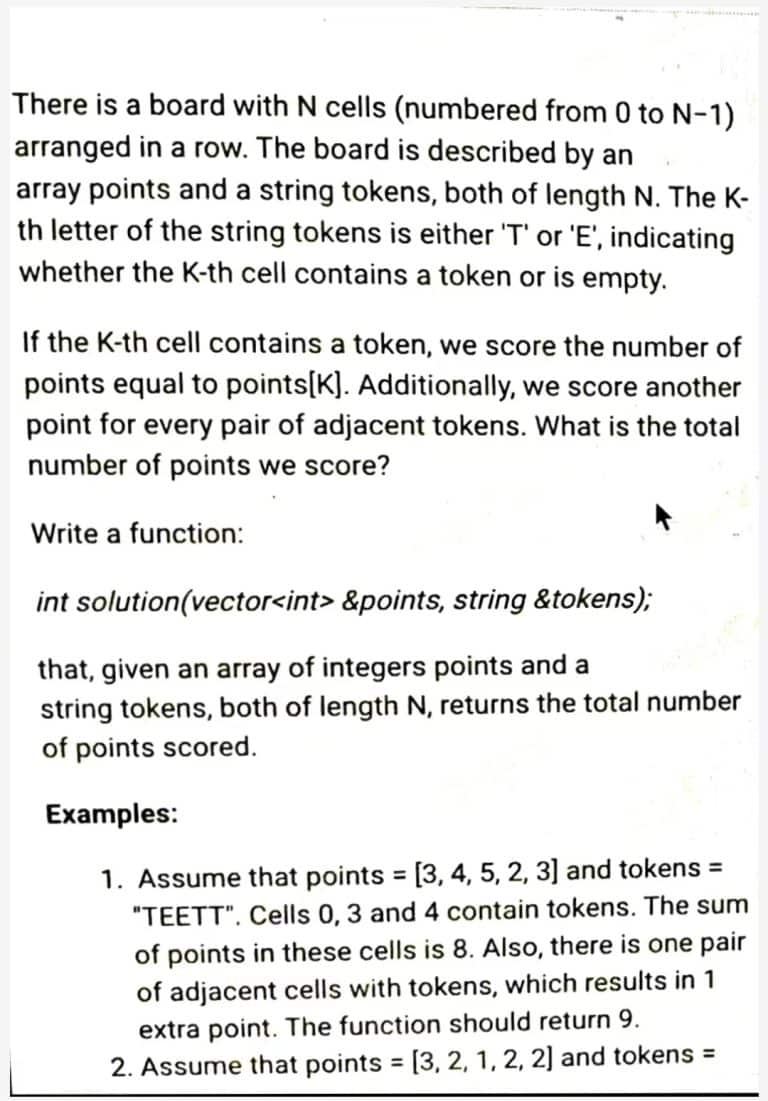 There is a board with N cells (numbered from 0 to N-1)
arranged in a row. The board is described by an
array points and a string tokens, both of length N. The K-
th letter of the string tokens is either 'T' or 'E', indicating
whether the K-th cell contains a token or is empty.
If the K-th cell contains a token, we score the number of
points equal to points[K]. Additionally, we score another
point for every pair of adjacent tokens. What is the total
number of points we score?
Write a function:
int solution(vector<int> &points, string &tokens);
that, given an array of integers points and a
string tokens, both of length N, returns the total number
of points scored.
Examples:
1. Assume that points = [3, 4, 5, 2, 3] and tokens =
"TEETT". Cells 0, 3 and 4 contain tokens. The sum
of points in these cells is 8. Also, there is one pair
of adjacent cells with tokens, which results in 1
extra point. The function should return 9.
2. Assume that points = [3, 2, 1, 2, 2] and tokens =